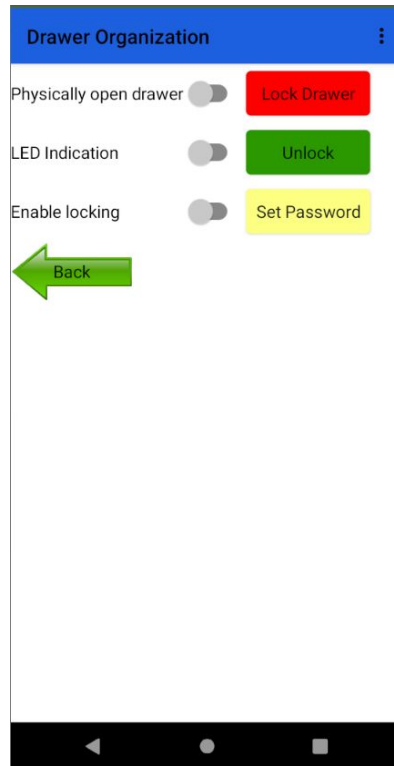 Drawer Organization
Physically open drawer Lock Drawer
LED Indication Unlock
Enable locking Set Password
Back